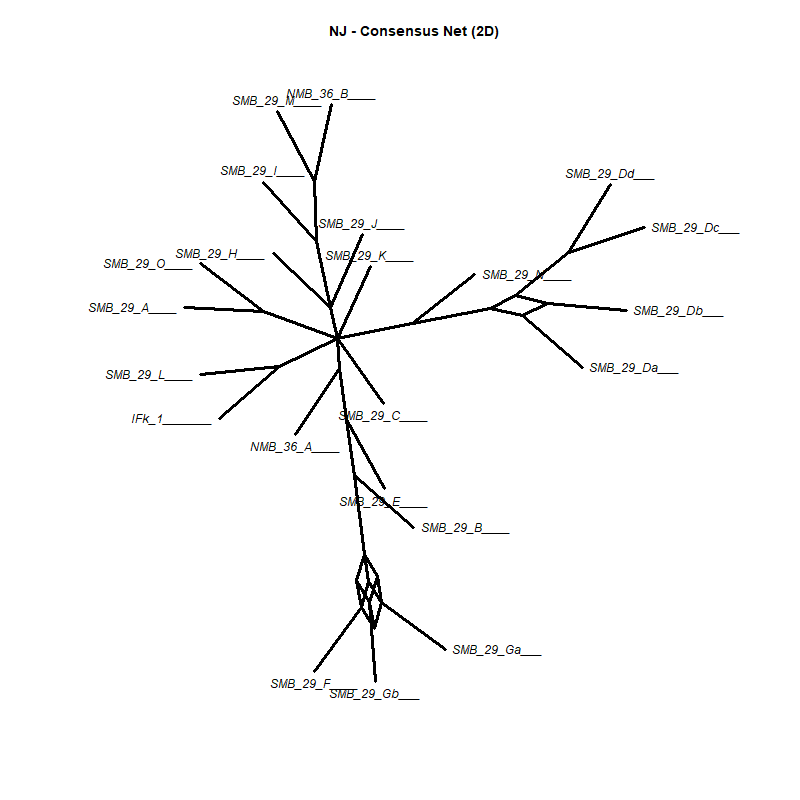 NJ - Consensus Net (2D)
NMB_36_B____
SMB_29_M____
SMB_29_I____
SMB_29_Dd___
SMB_29_J____
SMB_29_Dc___
SMB_29_H____
SMB_29_K____
SMB_29_O____
SMB_29_N____
SMB_29_A____
SMB_29_Db___
SMB_29_Da___
SMB_29_L____
SMB_29_C____
IFk_1_______
NMB_36_A____
SMB_29_E____
SMB_29_B____
SMB_29_Ga___
SMB_29_F____
SMB_29_Gb___